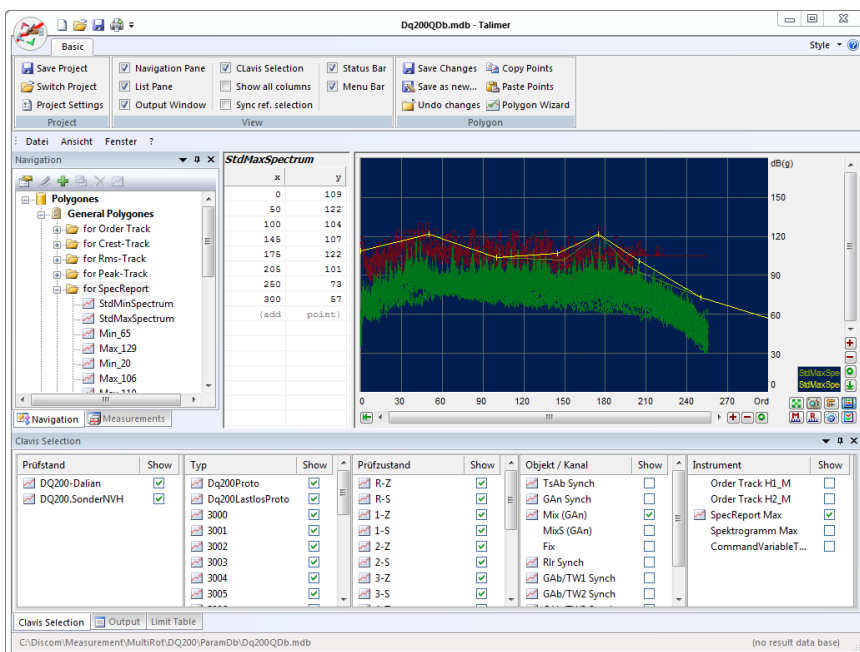 Dq200QDb.mdb - Talimer
Basic
Style
Save Project
Switch Project
Project Settings
Project
Navigation Pane
List Pane
Output Window
CLavis Selection
Show all columns
Sync ref. selection
Status Bar
Menu Bar
View
Save Changes
Save as new...
Undo changes
Copy Points
Paste Points
Polygon Wizard
Polygon
Datei Ansicht Fenster ?
Navigation
Polygones
General Polygones
for Order Track
for Crest-Track
for Rms-Track
for Peak-Track
for SpecReport
StdMinSpectrum
StdMaxSpectrum
Min_65
Max_129
Min_20
Max_106
Navigation Measurements
StdMaxSpectrum
x y
0 109
50 122
100 104
145 107
175 122
205 101
250 73
300 57
(add point)
dB(g)
150
120
90
60
30
0
StdMaxSpe
StdMaxSpe
0 30 60 90 120 150 180 210 240 270 Ord
M R
Clavis Selection
Prüfstand Show
DQ200-Dalian
DQ200.SonderNVH
Typ Show
Dq200Proto
Dq200LastlosProto
3000
3001
3002
3003
3004
3005
Prüfzustand Show
R-Z
R-S
1-Z
1-S
2-Z
2-S
3-Z
3-S
Objekt / Kanal Show
TsAb Synch
GAn Synch
Mix (GAn)
MixS (GAn)
Fix
RIr Synch
GAb/TW1 Synch
GAb/TW2 Synch
Instrument Show
Order Track H1_M
Order Track H2_M
SpecReport Max
Spektrogramm Max
CommandVariableT...
Clavis Selection Output Limit Table
C:\Discom\Measurement\MultiRot\DQ200\ParamDb\Dq200QDb.mdb (no result data base)